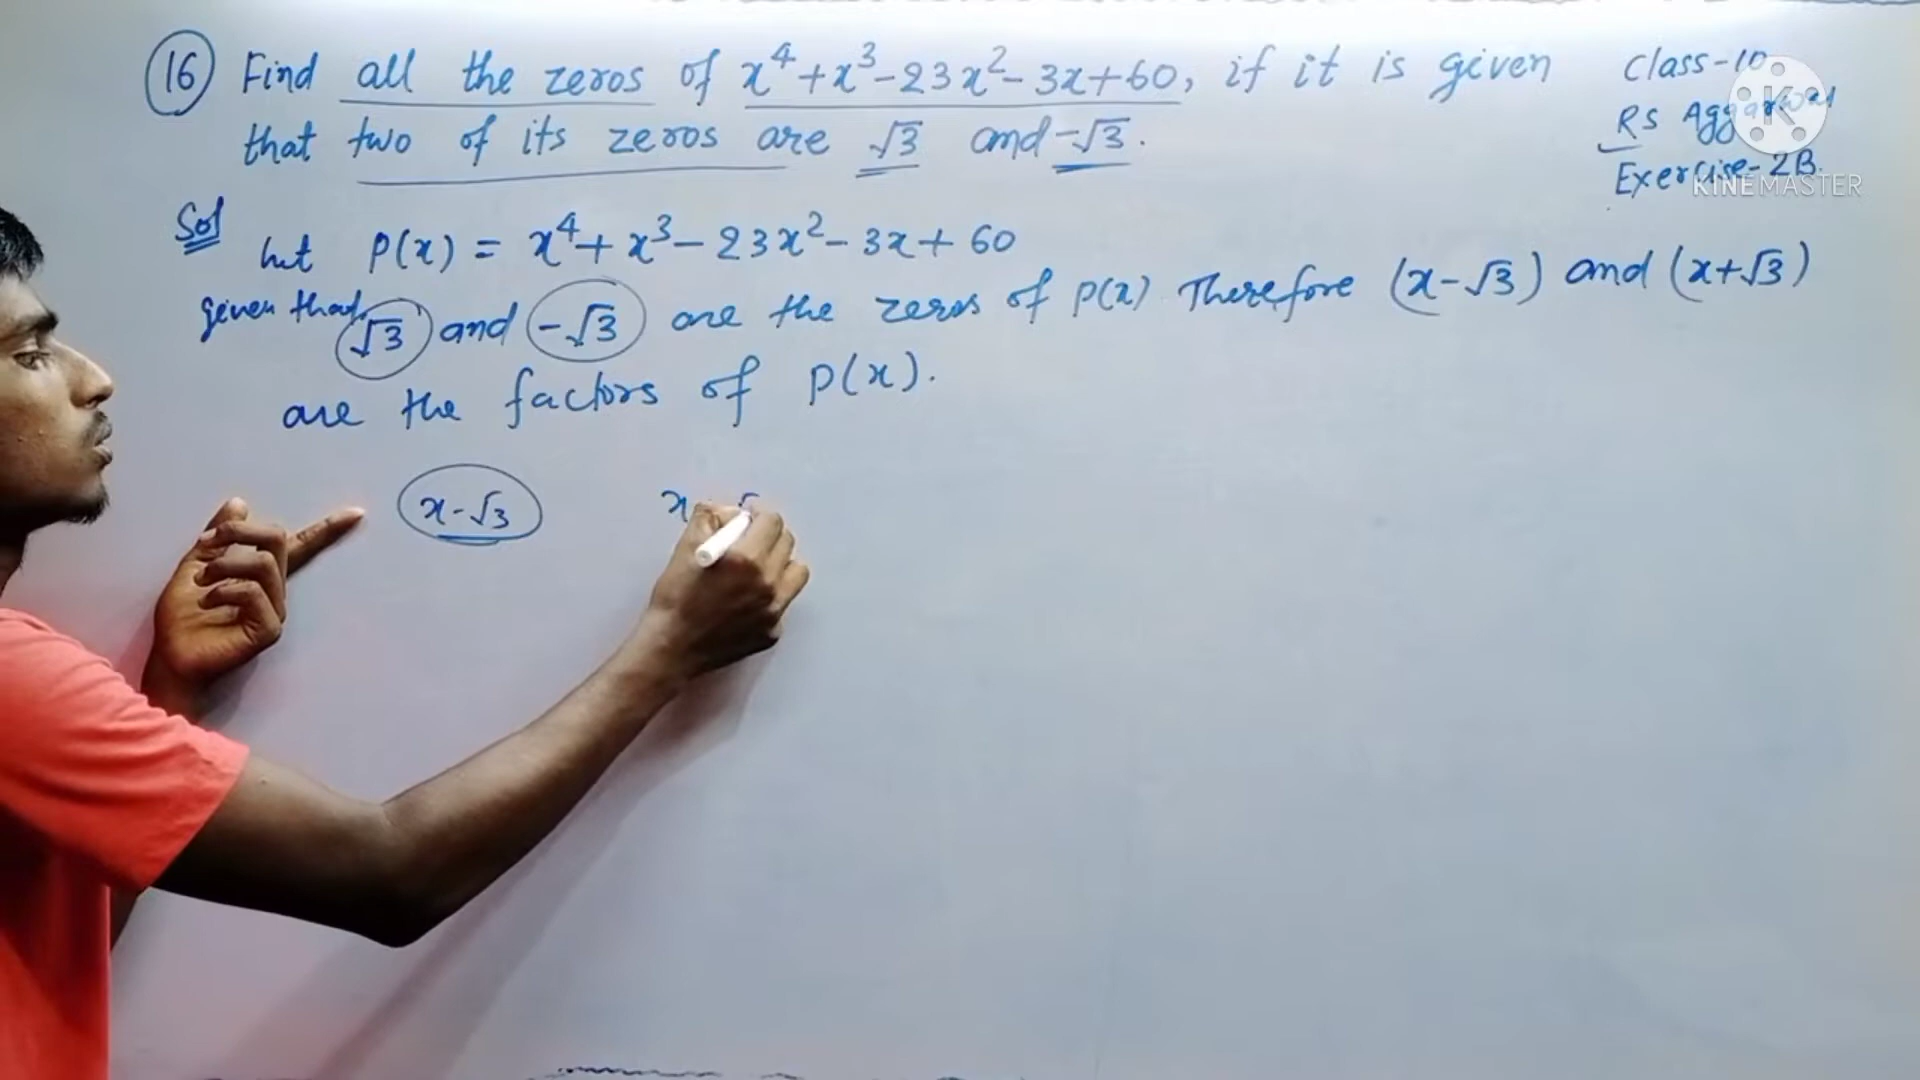 16 Find all the zeros of x⁴+x³-23x²-3x+60, if it is given
that two of its zeros are √3 and -√3.
Class-10
RS Aggarwal
Exercise-2B.
KINEMASTER
Sol
let P(x) = x⁴+x³-23x²-3x+60
given that √3 and -√3 are the zeros of P(x) Therefore (x-√3) and (x+√3)
are the factors of P(x).
x-√3 x